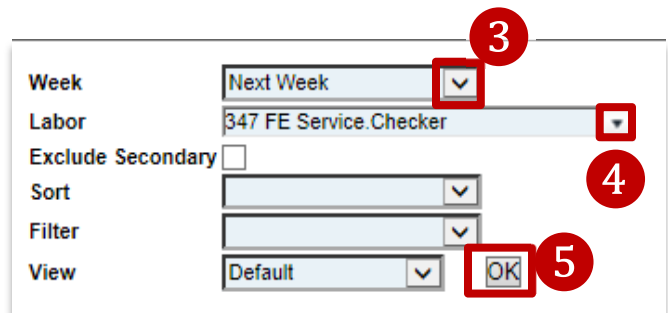 3
Week Next Week
Labor 347 FE Service.Checker
Exclude Secondary
4
Sort
Filter
View Default OK 5